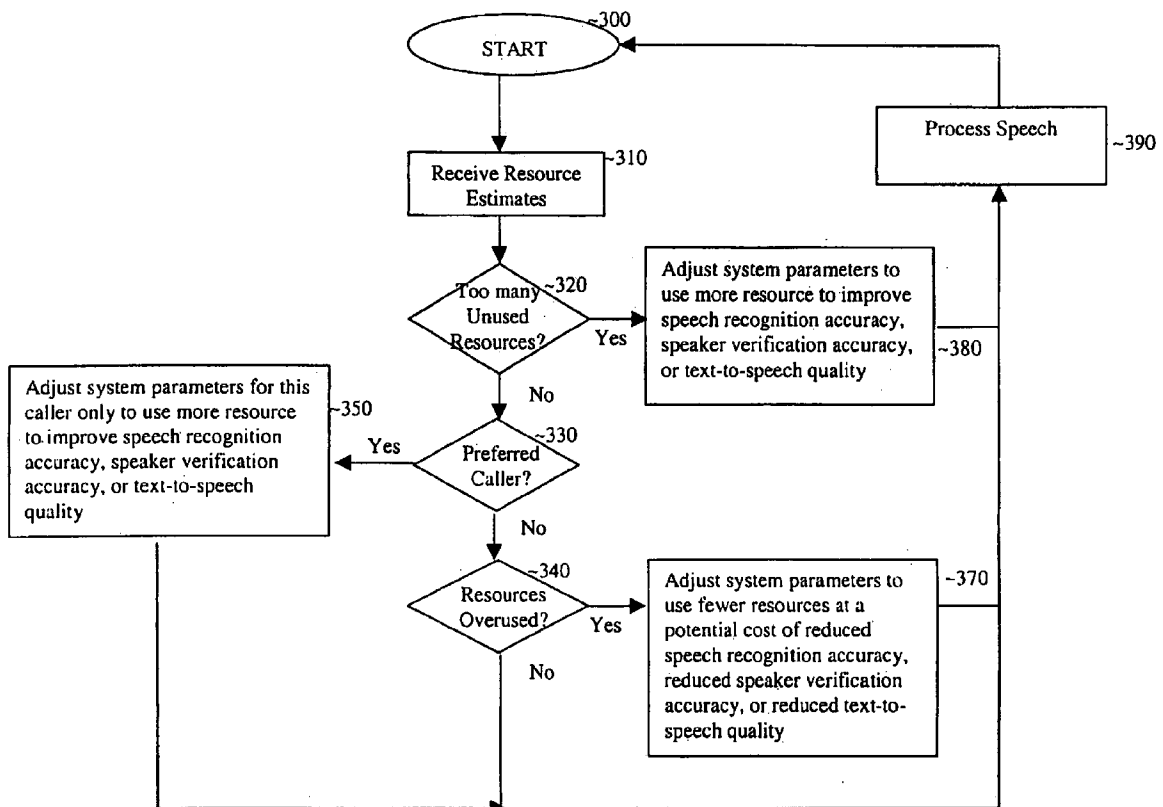 ~300
START
Process Speech
~390
~310
Receive Resource
Estimates
~320
Too many
Unused
Resources?
Yes
Adjust system parameters to
use more resource to improve
speech recognition accuracy,
speaker verification accuracy,
or text-to-speech quality
~380
No
Adjust system parameters for this
caller only to use more resource
to improve speech recognition
accuracy, speaker verification
accuracy, or text-to-speech
quality
~350
Yes
~330
Preferred
Caller?
No
~340
Resources
Overused?
Yes
Adjust system parameters to
use fewer resources at a
potential cost of reduced
speech recognition accuracy,
reduced speaker verification
accuracy, or reduced text-to-
speech quality
~370
No